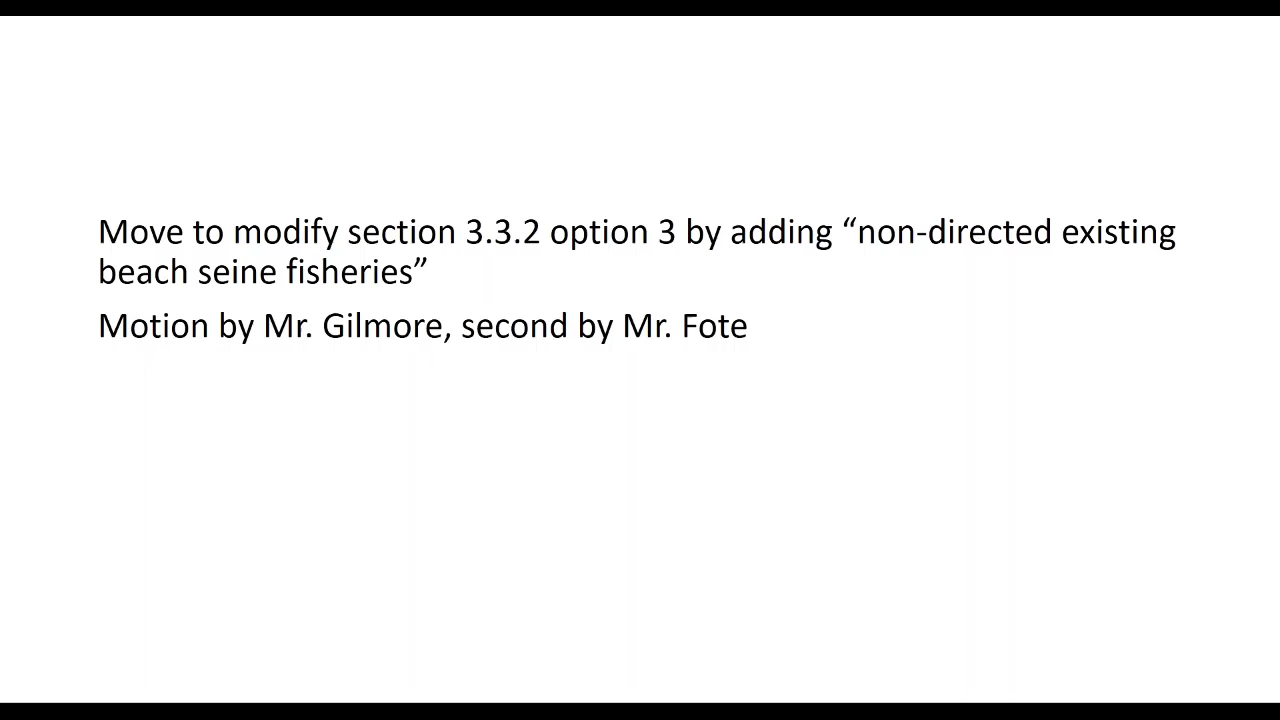 Move to modify section 3.3.2 option 3 by adding “non-directed existing
beach seine fisheries”
Motion by Mr. Gilmore, second by Mr. Fote